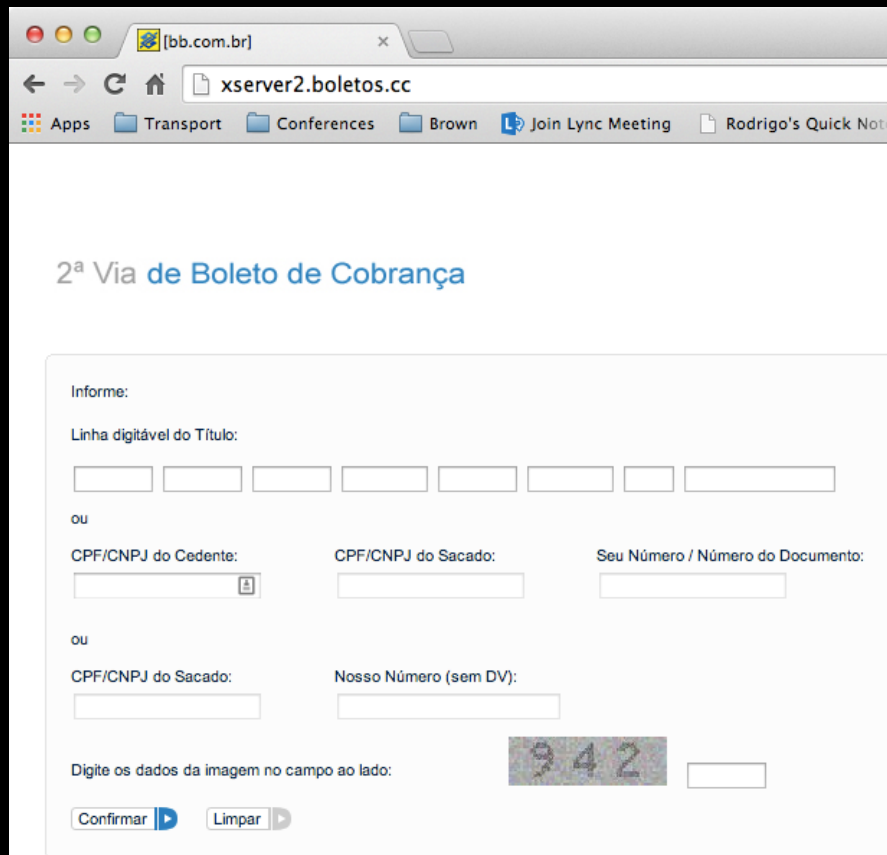 [bb.com.br]
xserver2.boletos.cc
Apps Transport Conferences Brown Join Lync Meeting Rodrigo's Quick Not
2ª Via de Boleto de Cobrança
Informe:
Linha digitável do Título:
ou
CPF/CNPJ do Cedente: CPF/CNPJ do Sacado: Seu Número / Número do Documento:
ou
CPF/CNPJ do Sacado: Nosso Número (sem DV):
Digite os dados da imagem no campo ao lado: 942
Confirmar Limpar